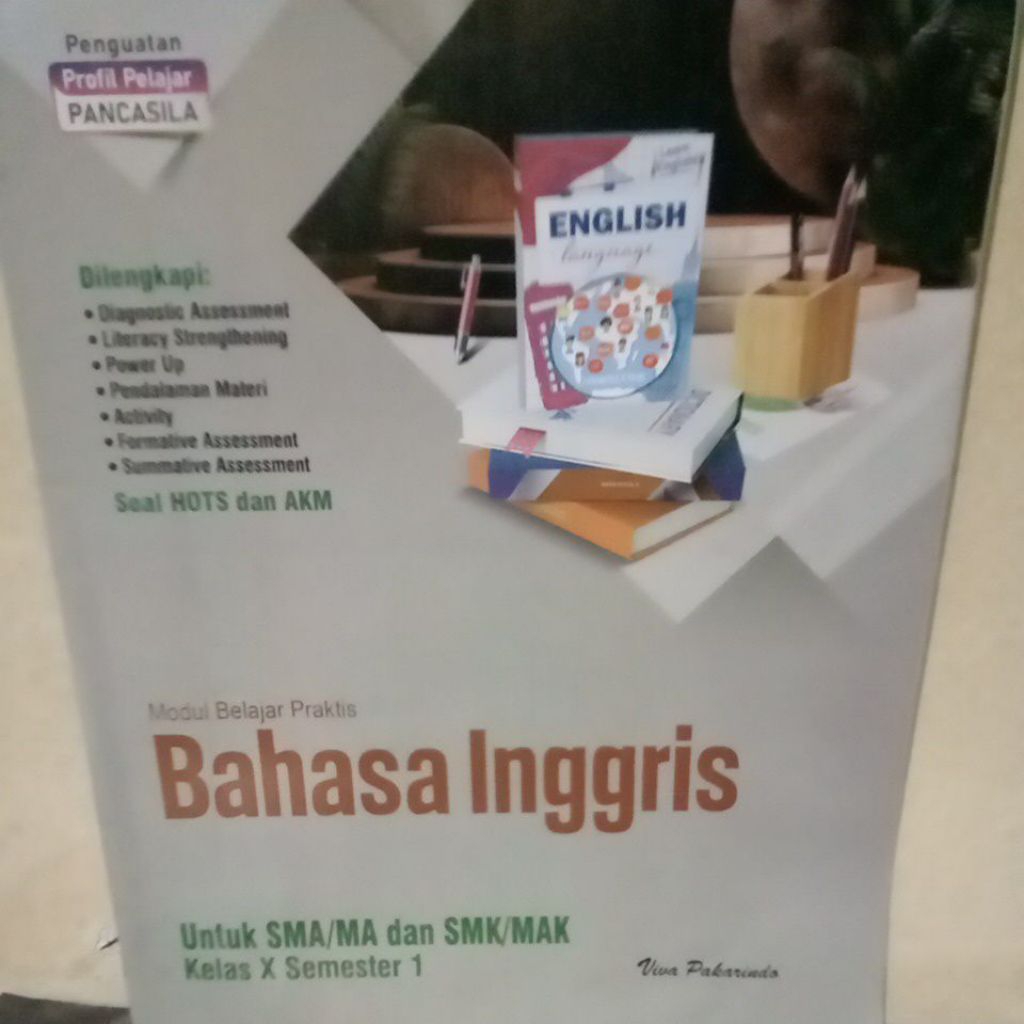 Penguatan
Profil Pelajar
PANCASILA
ENGLISH
language
Dilengkapi:
• Diagnostic Assessment
• Literacy Strengthening
• Power Up
• Pendalaman Materi
• Activity
• Formative Assessment
• Summative Assessment
Soal HOTS dan AKM
Modul Belajar Praktis
Bahasa Inggris
Untuk SMA/MA dan SMK/MAK
Kelas X Semester 1
Viva Pakarindo